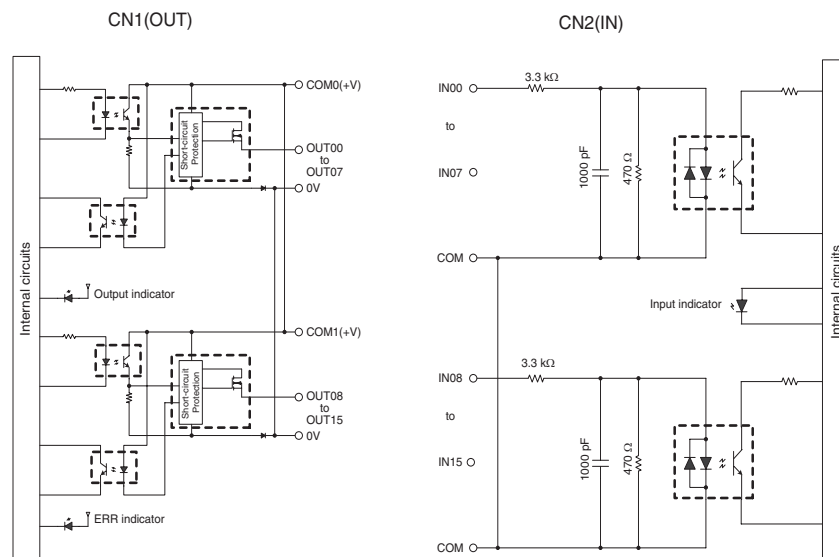 CN1(OUT)
Internal circuits
COM0(+V)
Short-circuit
Protection
OUT00
to
OUT07
0V
Output indicator
COM1(+V)
Short-circuit
Protection
OUT08
to
OUT15
0V
ERR indicator
CN2(IN)
IN00
3.3 kΩ
to
1000 pF
470 Ω
IN07
COM
Input indicator
Internal circuits
IN08
3.3 kΩ
to
1000 pF
470 Ω
IN15
COM